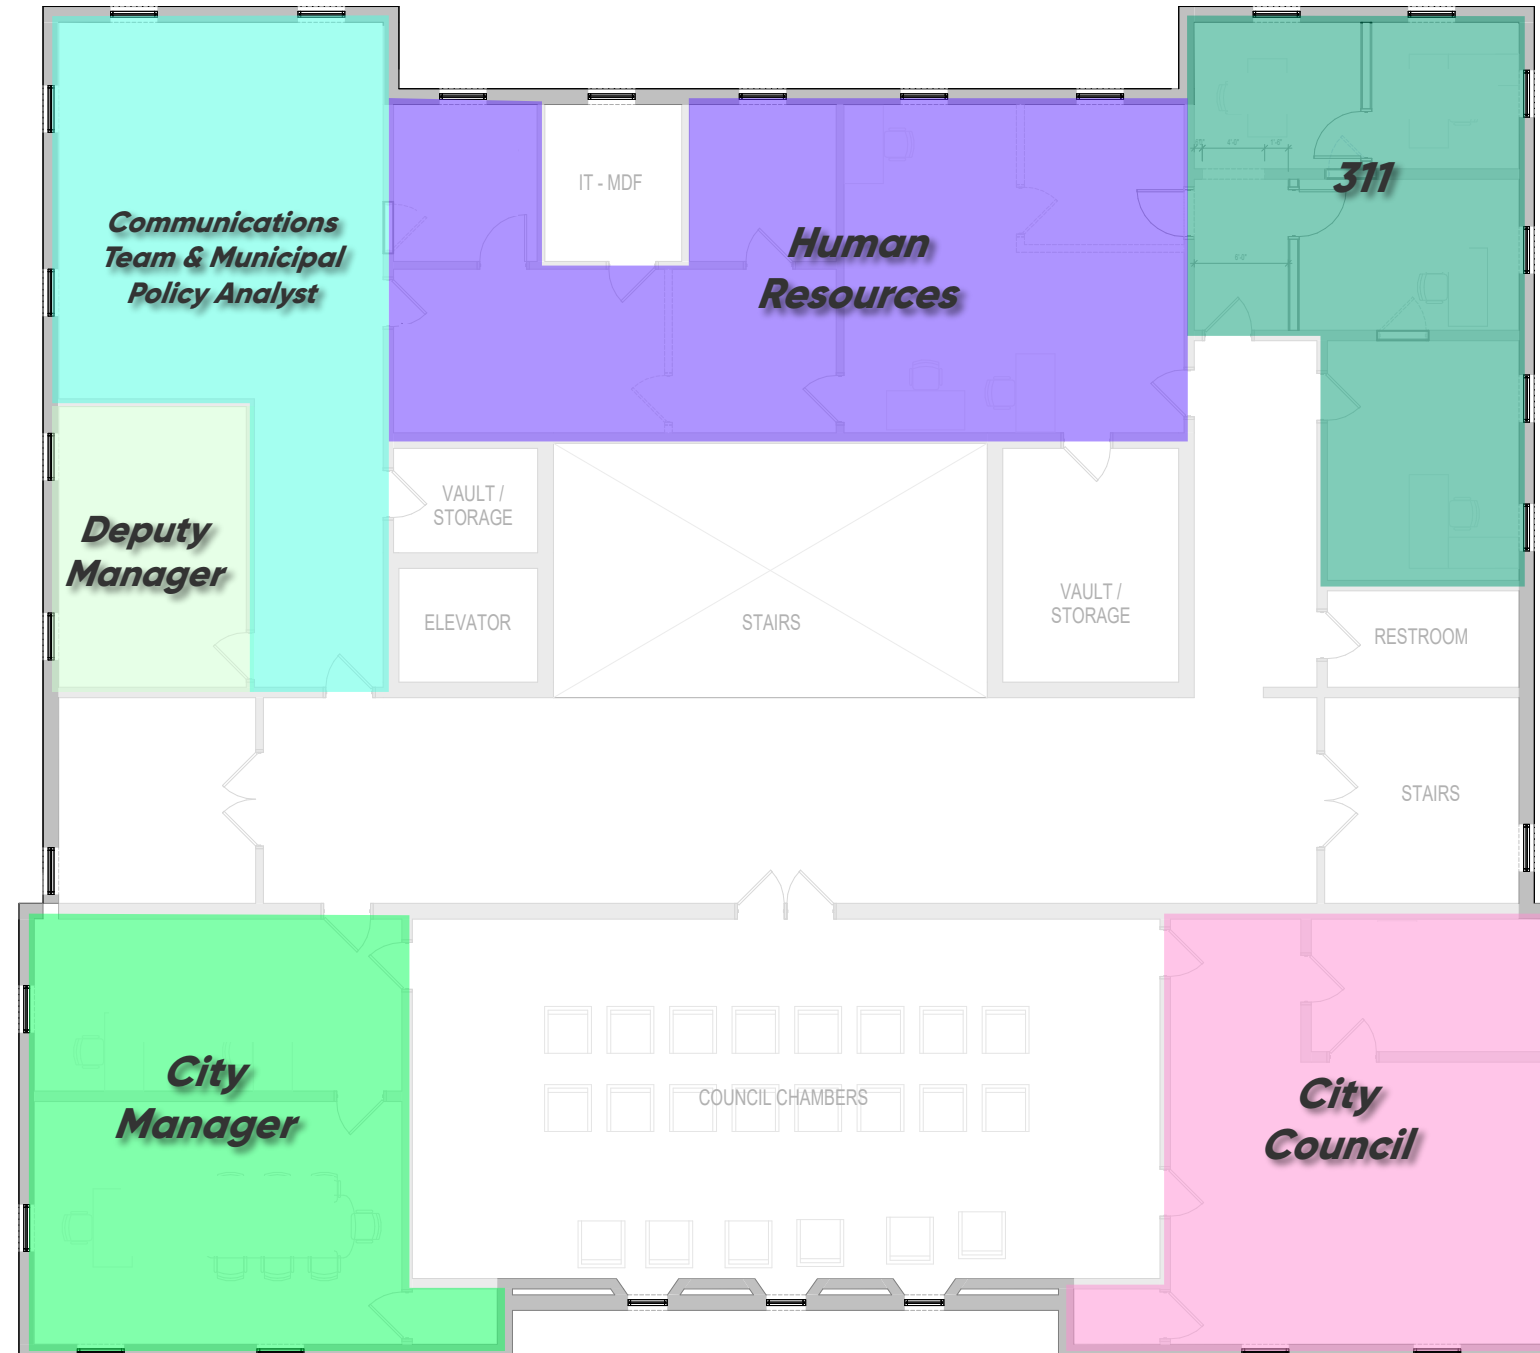 IT - MDF
311
Communications
Team & Municipal
Policy Analyst
Human
Resources
VAULT /
STORAGE
Deputy
Manager
ELEVATOR
STAIRS
VAULT /
STORAGE
RESTROOM
STAIRS
City
Manager
COUNCIL CHAMBERS
City
Council